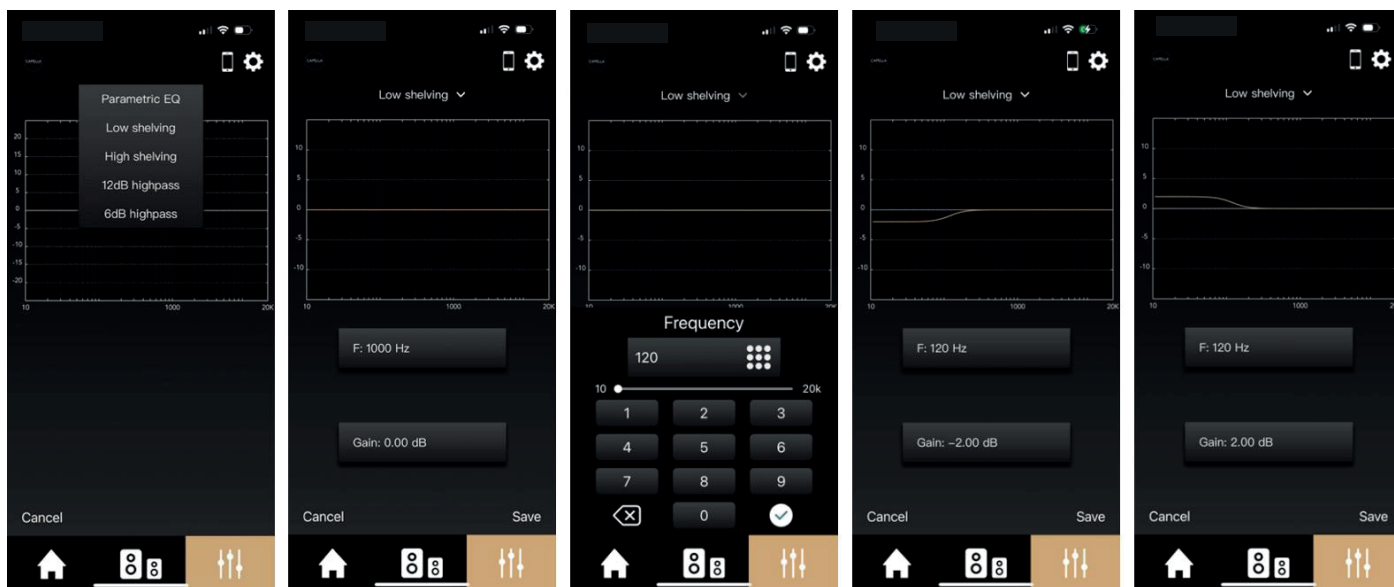 CAPELLA
Parametric EQ
Low shelving
High shelving
12dB highpass
6dB highpass
20
15
10
5
0
-5
-10
-15
-20
10
1000
20K
Cancel
Low shelving
10
5
0
-5
-10
10
1000
20K
F: 1000 Hz
Gain: 0.00 dB
Cancel
Save
Low shelving
10
5
0
-5
-10
10
1000
20K
Frequency
120
10
20k
1
2
3
4
5
6
7
8
9
0
Low shelving
10
5
0
-5
-10
10
1000
20K
F: 120 Hz
Gain: -2.00 dB
Cancel
Save
Low shelving
10
5
0
-5
-10
10
1000
20
F: 120 Hz
Gain: 2.00 dB
Cancel
Save